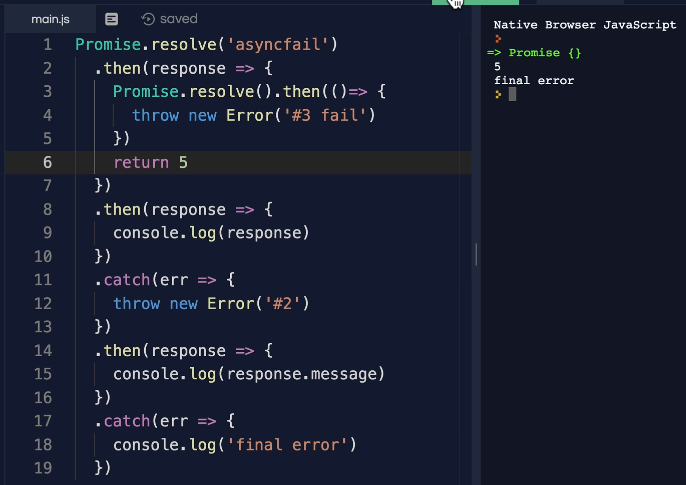 main.js saved
1 Promise.resolve('asyncfail')
2 .then(response => {
3 Promise.resolve().then(()=> {
4 throw new Error('#3 fail')
5 })
6 return 5
7 })
8 .then(response => {
9 console.log(response)
10 })
11 .catch(err => {
12 throw new Error('#2')
13 })
14 .then(response => {
15 console.log(response.message)
16 })
17 .catch(err => {
18 console.log('final error')
19 })
Native Browser JavaScript
=> Promise {}
5
final error